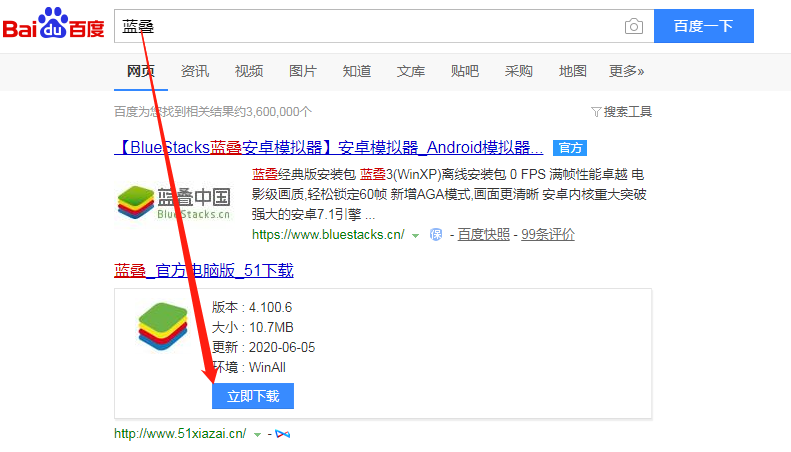 Bai du 百度 蓝叠 百度一下
网页 资讯 视频 图片 知道 文库 贴吧 采购 地图 更多»
百度为您找到相关结果约3,600,000个 搜索工具
【BlueStacks蓝叠安卓模拟器】安卓模拟器_Android模拟器... 官方
蓝叠中国
BlueStacks.cn
蓝叠经典版安装包 蓝叠3(WinXP)离线安装包 0 FPS 满帧性能卓越 电
影级画质,轻松锁定60帧 新增AGA模式,画面更清晰 安卓内核重大突破
强大的安卓7.1引擎 ...
https://www.bluestacks.cn/ 保 - 百度快照 - 99条评价
蓝叠_官方电脑版_51下载
版本 : 4.100.6
大小 : 10.7MB
更新 : 2020-06-05
环境 : WinAll
立即下载
http://www.51xiazai.cn/ -